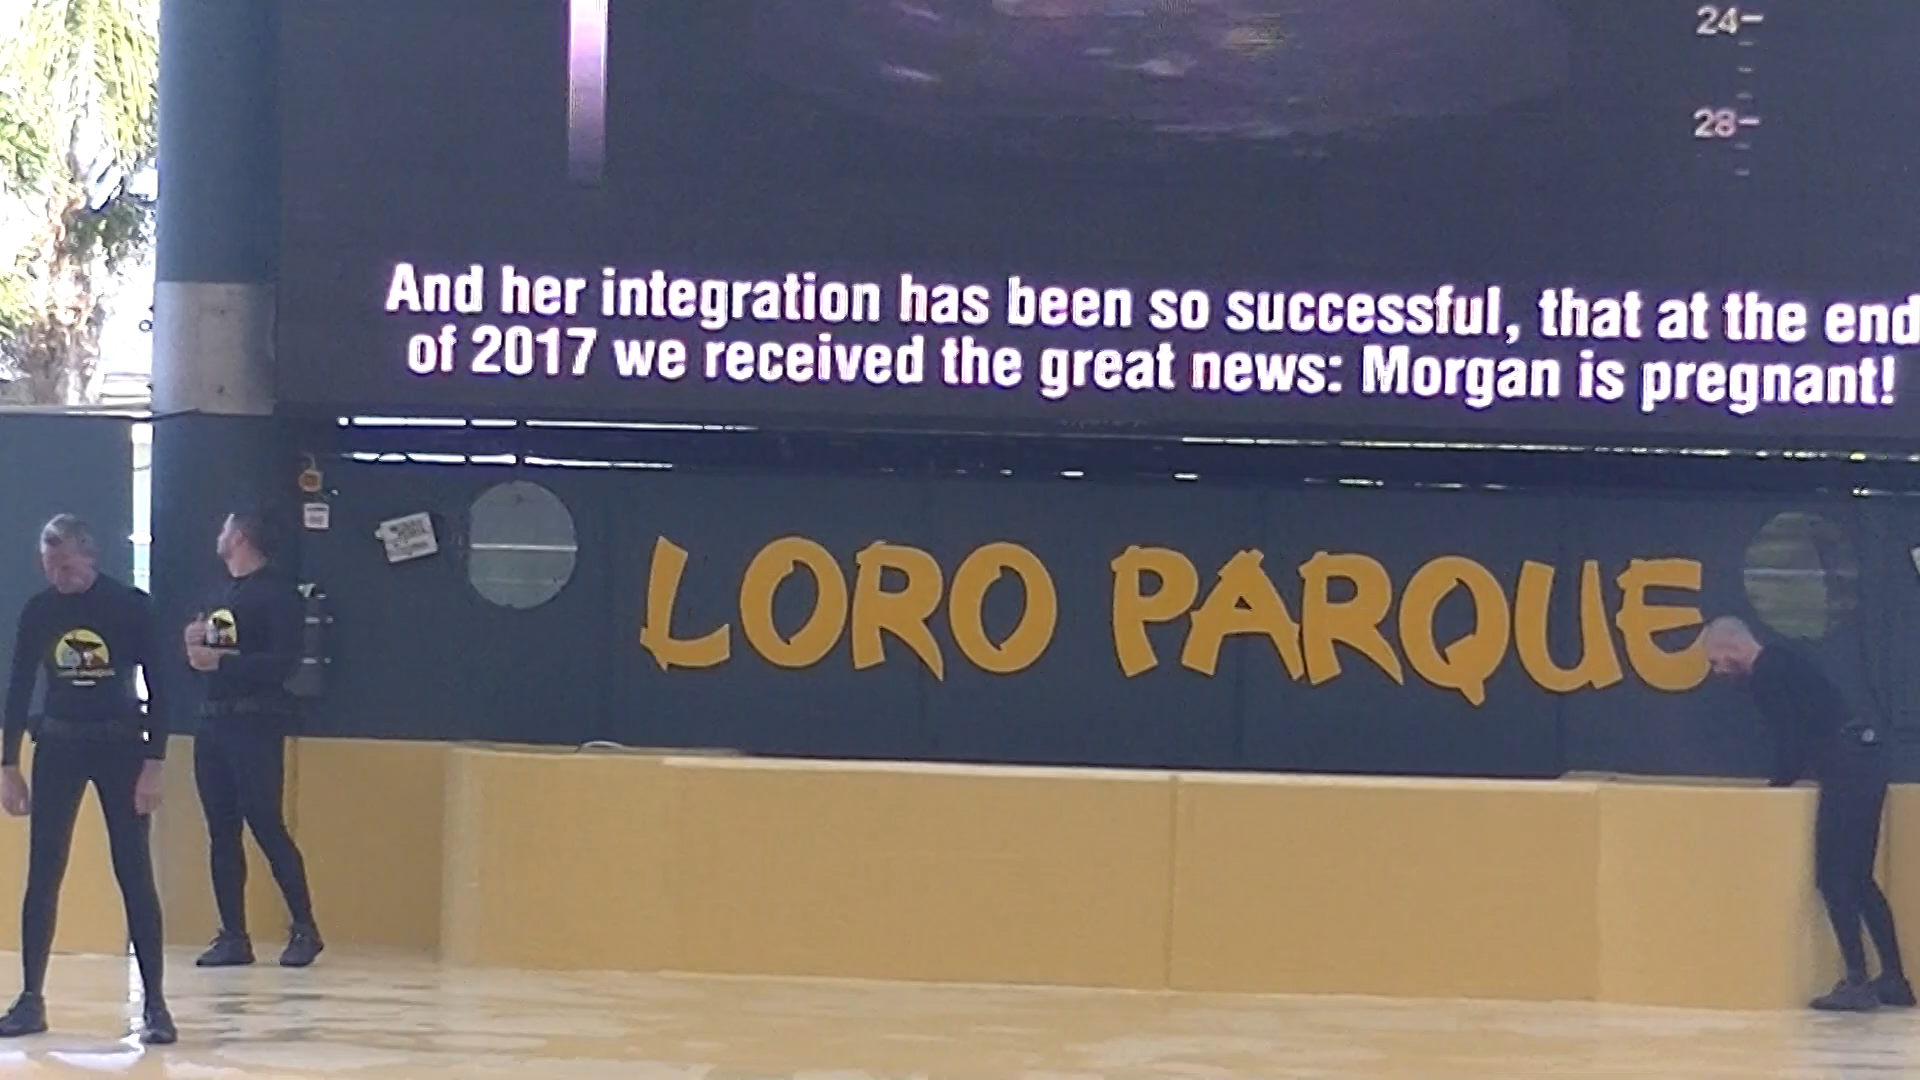 24
28
And her integration has been so successful, that at the end
of 2017 we received the great news: Morgan is pregnant!
LORO PARQUE